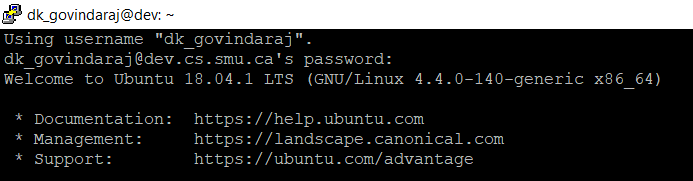 dk_govindaraj@dev: ~
Using username "dk_govindaraj".
dk_govindaraj@dev.cs.smu.ca's password:
Welcome to Ubuntu 18.04.1 LTS (GNU/Linux 4.4.0-140-generic x86_64)
* Documentation:  https://help.ubuntu.com
* Management:     https://landscape.canonical.com
* Support:        https://ubuntu.com/advantage